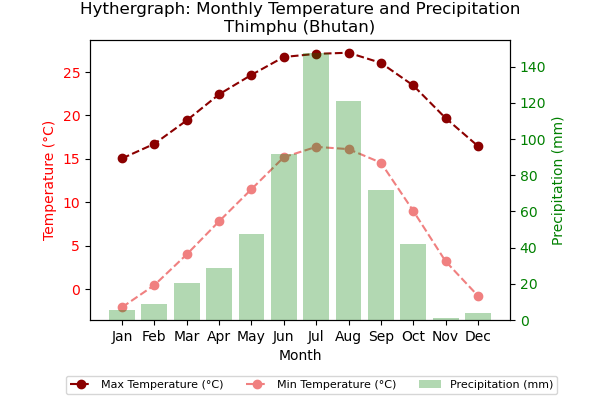 Hythergraph: Monthly Temperature and Precipitation
Thimphu (Bhutan)
Temperature (°C)
25
20
15
10
5
0
Precipitation (mm)
140
120
100
80
60
40
20
0
Jan Feb Mar Apr May Jun Jul Aug Sep Oct Nov Dec
Month
Max Temperature (°C) Min Temperature (°C) Precipitation (mm)